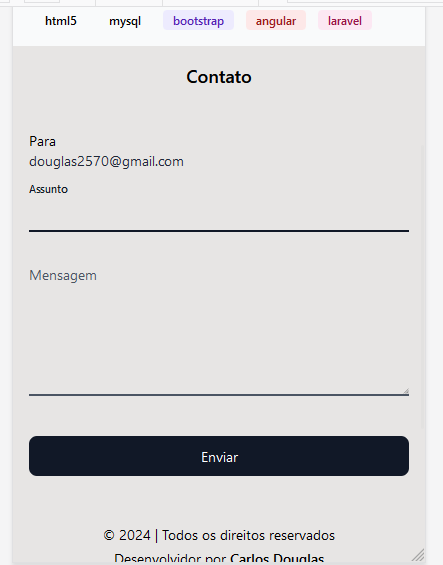 html5 mysql bootstrap angular laravel
Contato
Para
douglas2570@gmail.com
Assunto
Mensagem
Enviar
© 2024 | Todos os direitos reservados
Desenvolvidor por Carlos Douglas